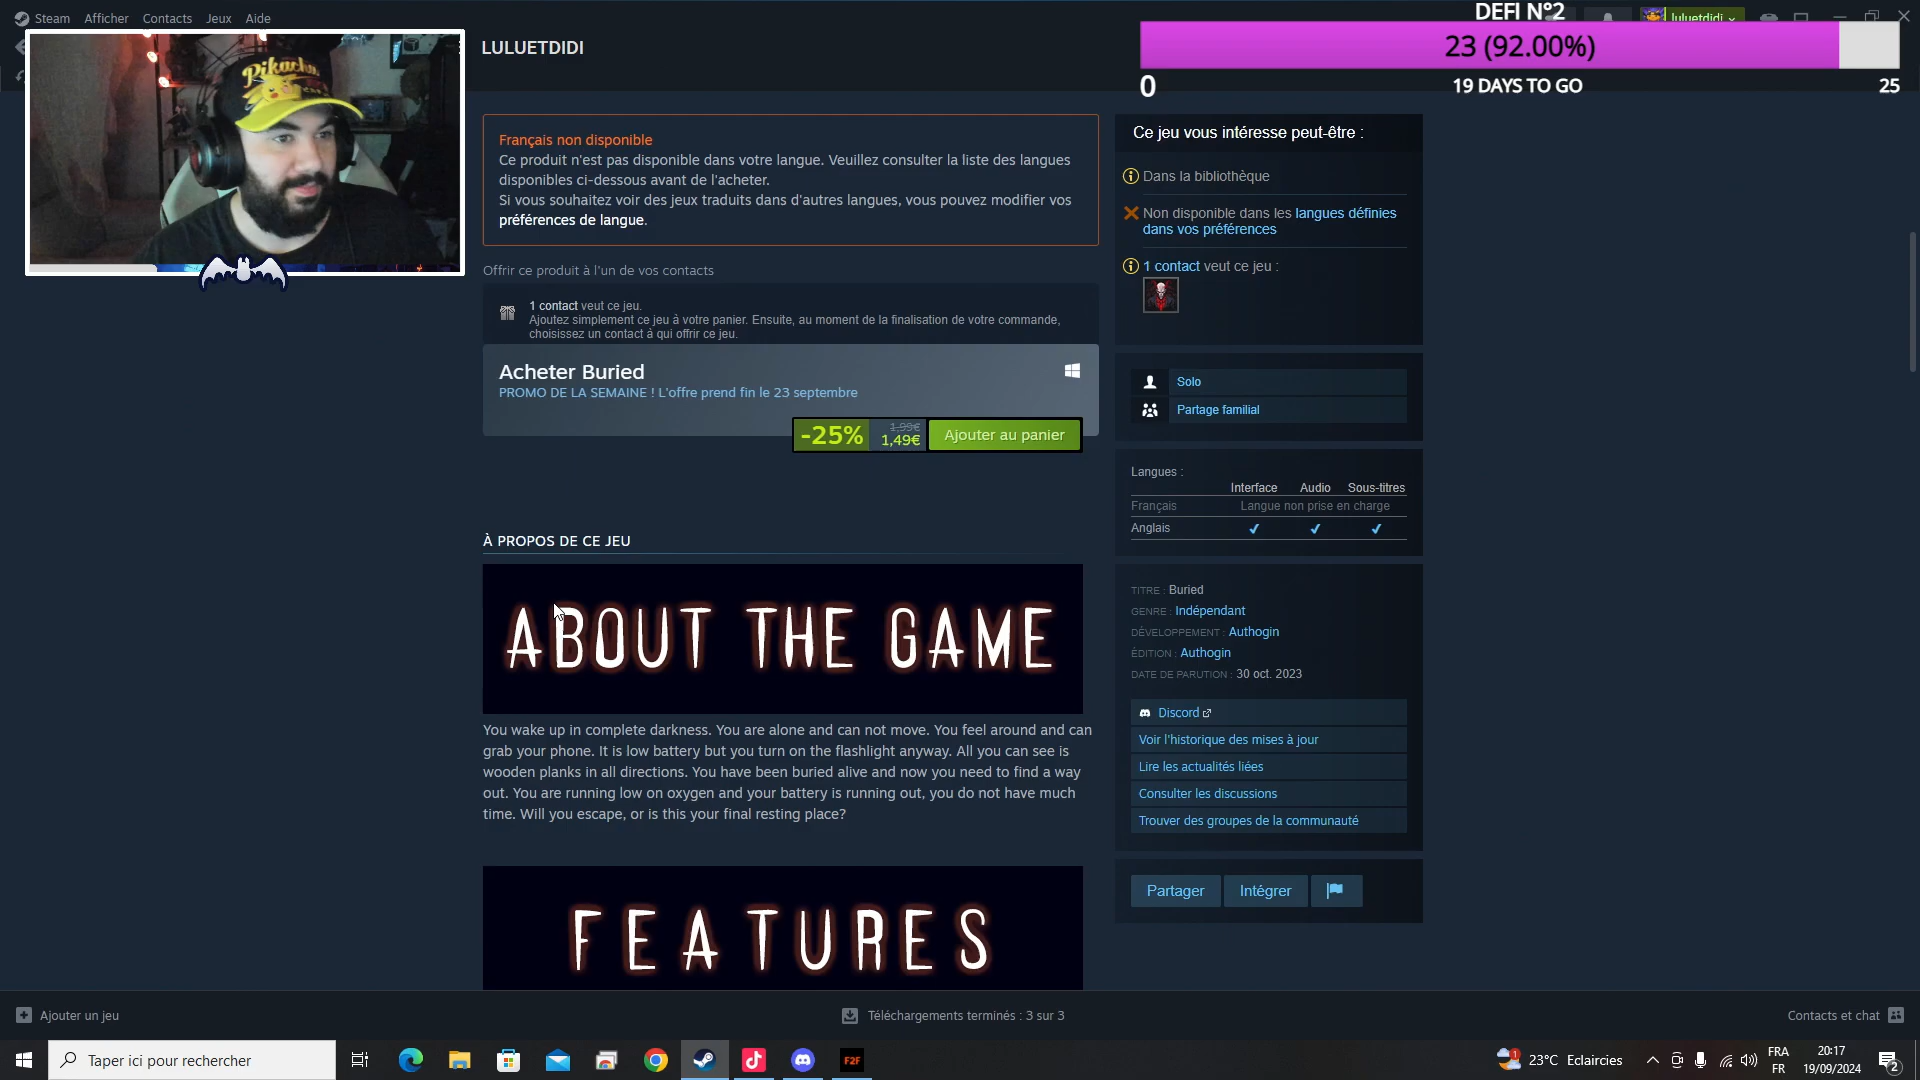 Steam Afficher Contacts Jeux Aide
luluetdidi
DEFI N°2
23 (92.00%)
0 19 DAYS TO GO 25
Pikachu
LULUETDIDI
Français non disponible
Ce produit n'est pas disponible dans votre langue. Veuillez consulter la liste des langues
disponibles ci-dessous avant de l'acheter.
Si vous souhaitez voir des jeux traduits dans d'autres langues, vous pouvez modifier vos
préférences de langue.
Offrir ce produit à l'un de vos contacts
1 contact veut ce jeu.
Ajoutez simplement ce jeu à votre panier. Ensuite, au moment de la finalisation de votre commande,
choisissez un contact à qui offrir ce jeu.
Acheter Buried
PROMO DE LA SEMAINE ! L'offre prend fin le 23 septembre
-25% 1,99€ 1,49€ Ajouter au panier
À PROPOS DE CE JEU
ABOUT THE GAME
You wake up in complete darkness. You are alone and can not move. You feel around and can
grab your phone. It is low battery but you turn on the flashlight anyway. All you can see is
wooden planks in all directions. You have been buried alive and now you need to find a way
out. You are running low on oxygen and your battery is running out, you do not have much
time. Will you escape, or is this your final resting place?
FEATURES
Ce jeu vous intéresse peut-être :
Dans la bibliothèque
Non disponible dans les langues définies
dans vos préférences
1 contact veut ce jeu :
Solo
Partage familial
Langues :
Interface Audio Sous-titres
Français Langue non prise en charge
Anglais ✔ ✔ ✔
TITRE : Buried
GENRE : Indépendant
DÉVELOPPEMENT : Authogin
ÉDITION : Authogin
DATE DE PARUTION : 30 oct. 2023
Discord
Voir l'historique des mises à jour
Lire les actualités liées
Consulter les discussions
Trouver des groupes de la communauté
Partager Intégrer
Ajouter un jeu Téléchargements terminés : 3 sur 3 Contacts et chat
Taper ici pour rechercher
F2F
1 23°C Eclaircies
FRA
FR
20:17
19/09/2024
2